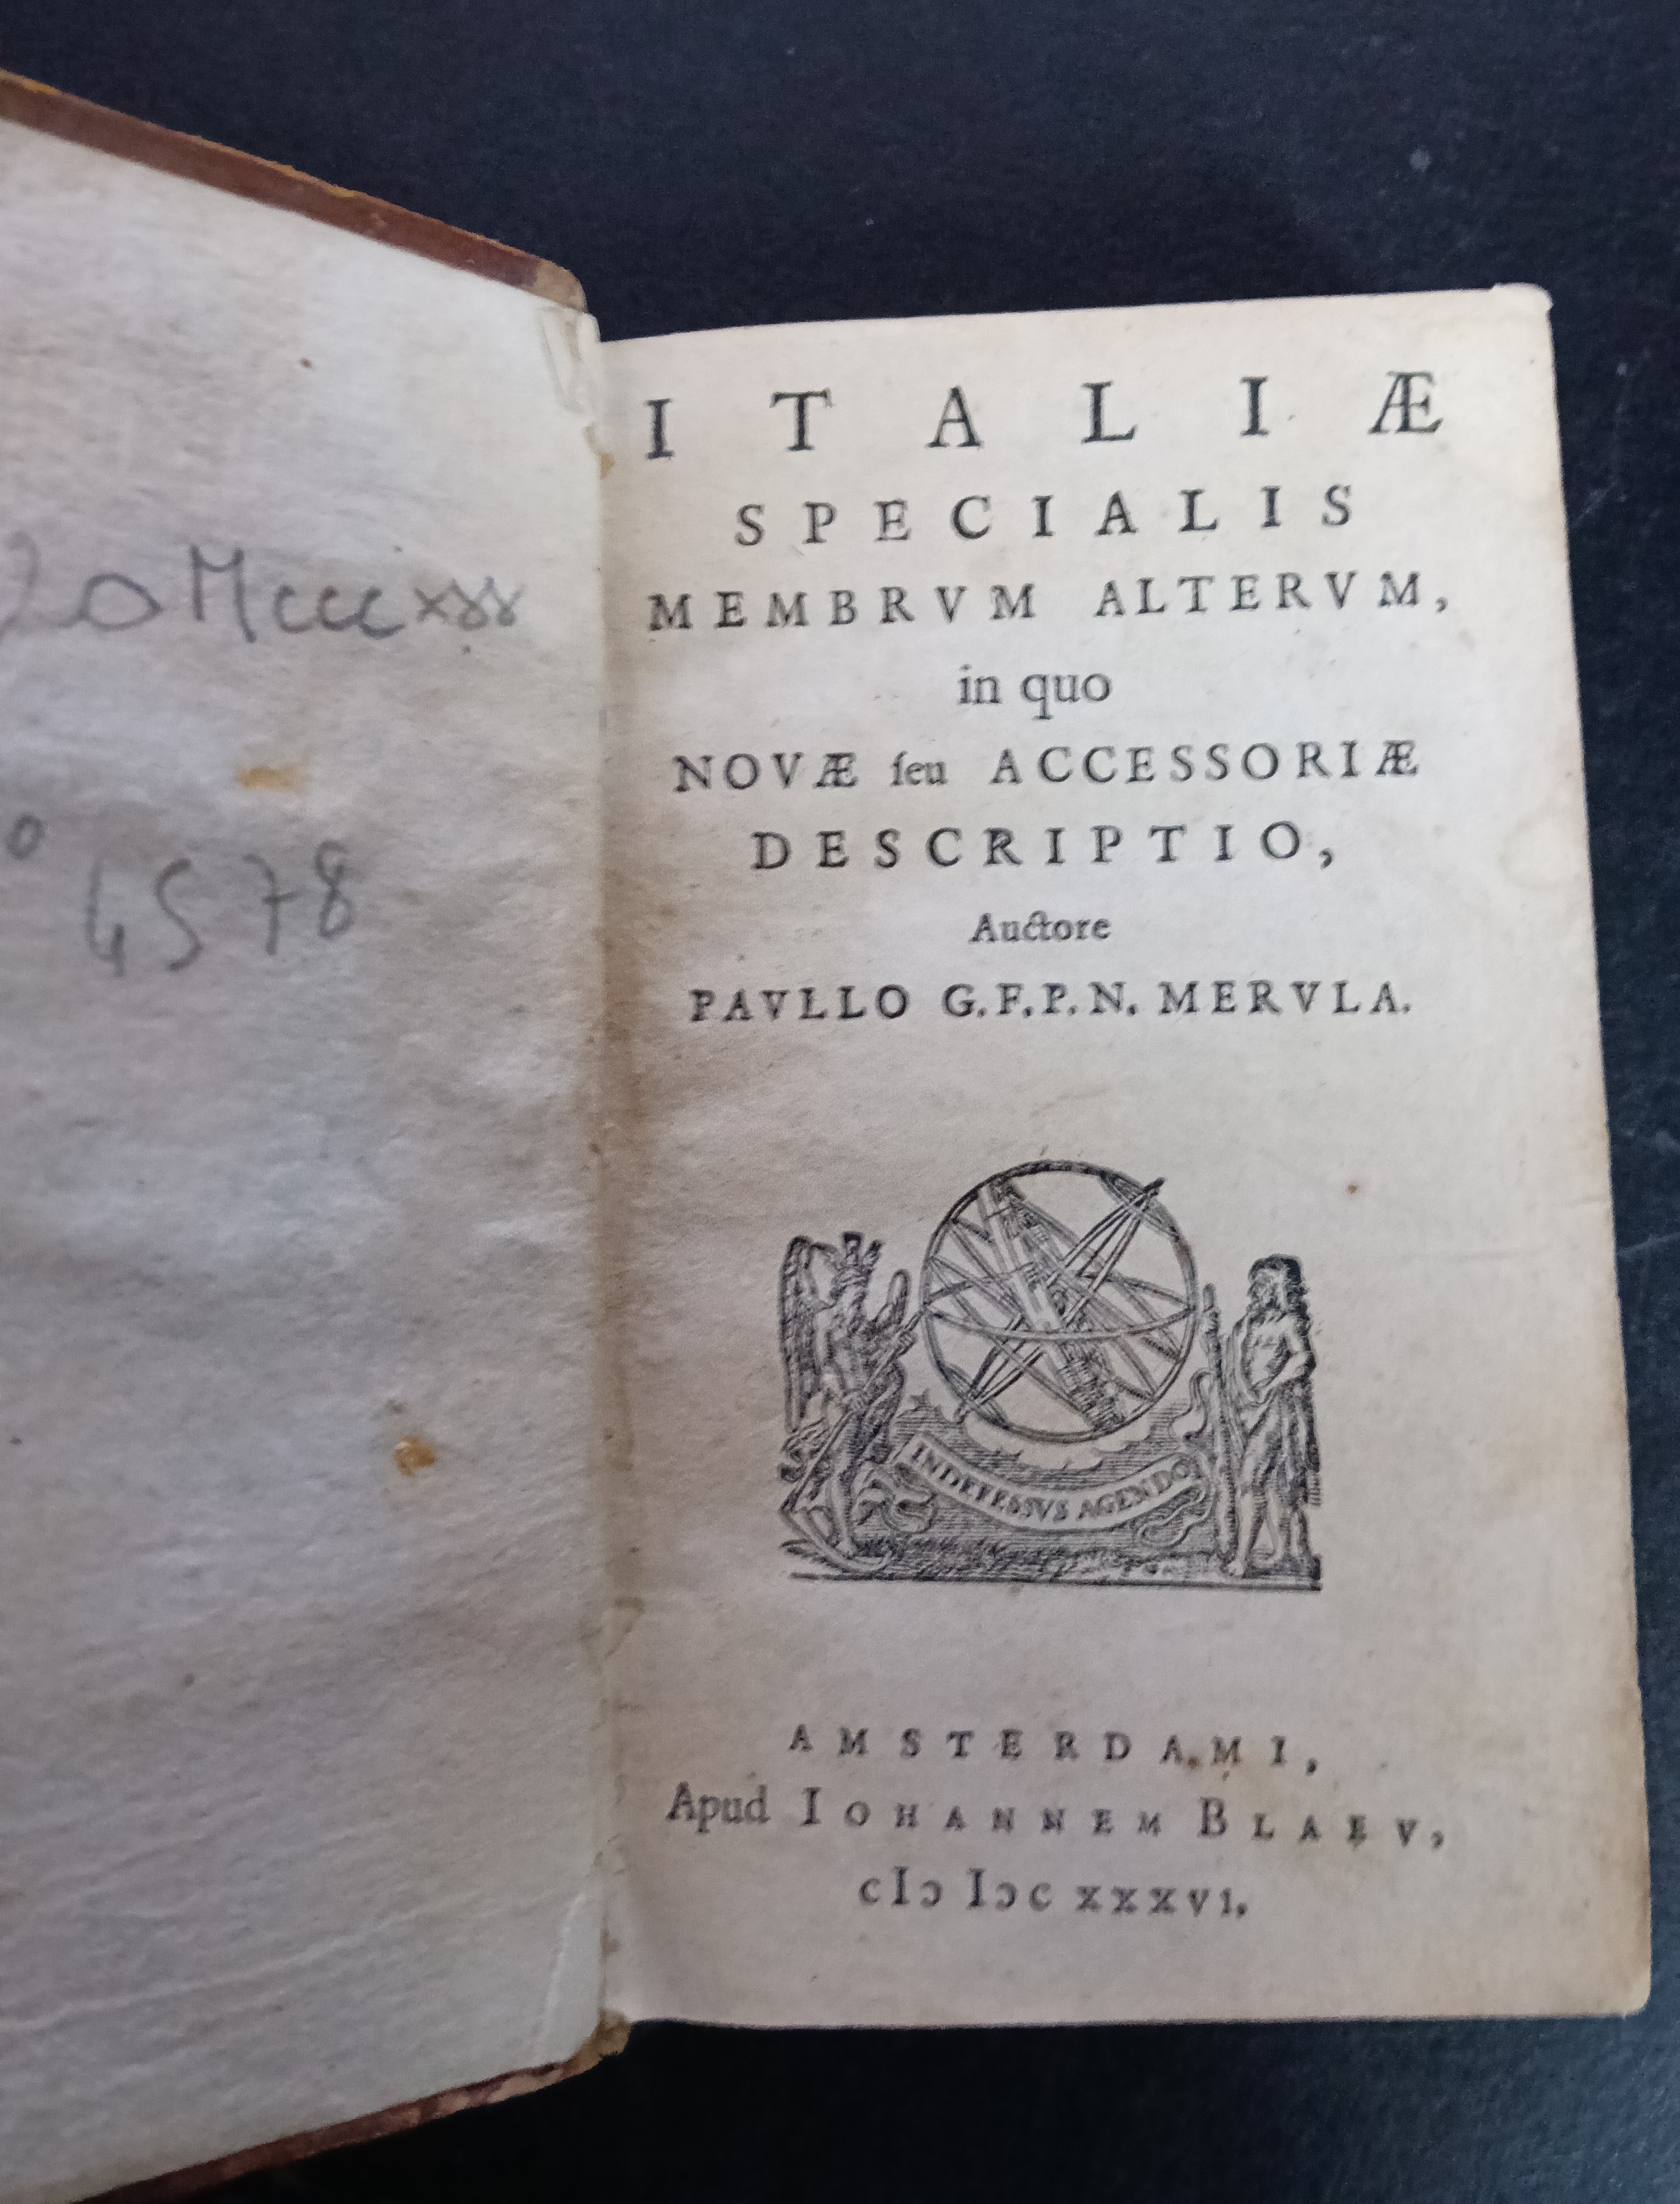 20 Mcccxxx
o
4578
I T A L I Æ
SPECIALIS
MEMBRVM ALTERVM,
in quo
NOVÆ ſeu ACCESSORIÆ
DESCRIPTIO,
Auctore
PAVLLO G.F.P.N. MERVLA.
INDEFESSVS AGENDO
AMSTERDAMI,
Apud IOHANNEM BLAEV,
cIↄ Iↄc xxxvi.